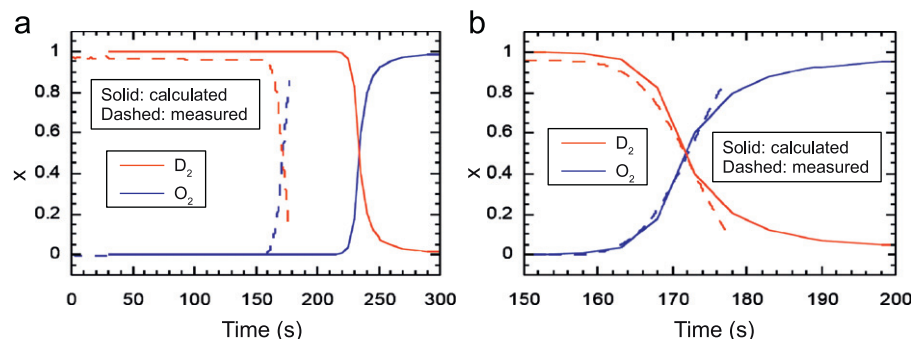 a
x
1
0.8
0.6
0.4
0.2
0
Solid: calculated
Dashed: measured
D₂
O₂
0 50 100 150 200 250 300
Time (s)
b
x
1
0.8
0.6
0.4
0.2
0
D₂
O₂
Solid: calculated
Dashed: measured
150 160 170 180 190 200
Time (s)